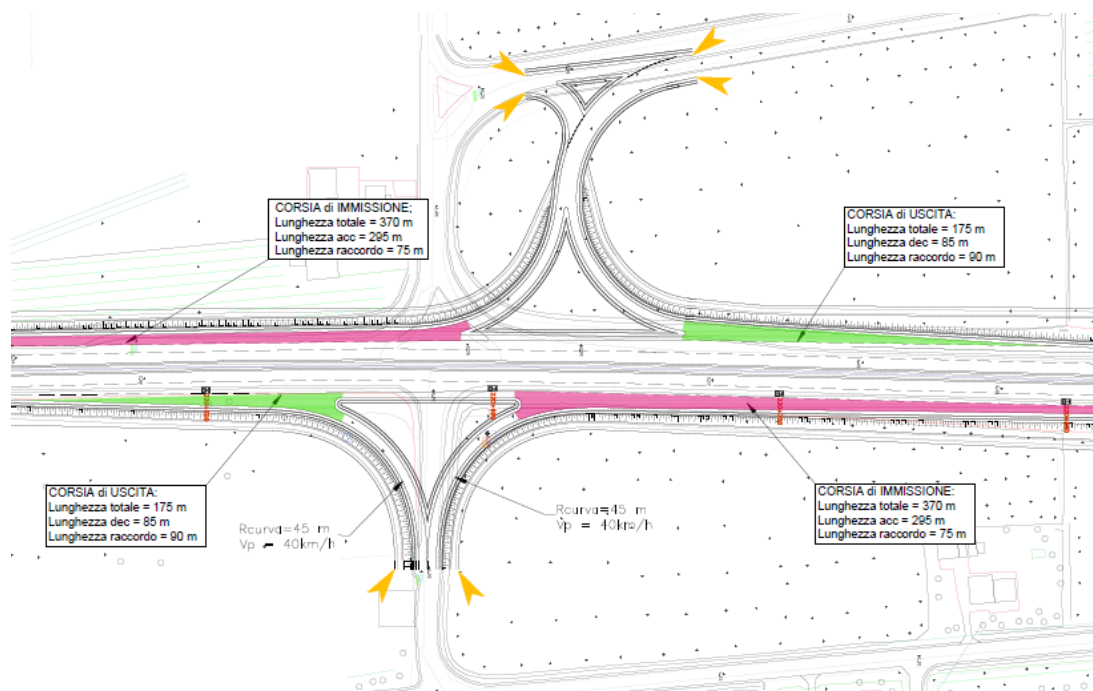 CORSIA di IMMISSIONE;
Lunghezza totale = 370 m
Lunghezza acc = 295 m
Lunghezza raccordo = 75 m
CORSIA di USCITA:
Lunghezza totale = 175 m
Lunghezza dec = 85 m
Lunghezza raccordo = 90 m
CORSIA di USCITA:
Lunghezza totale = 175 m
Lunghezza dec = 85 m
Lunghezza raccordo = 90 m
Rcurva=45 m
Vp = 40km/h
Rcurva=45 m
Vp = 40km/h
CORSIA di IMMISSIONE:
Lunghezza totale = 370 m
Lunghezza acc = 295 m
Lunghezza raccordo = 75 m